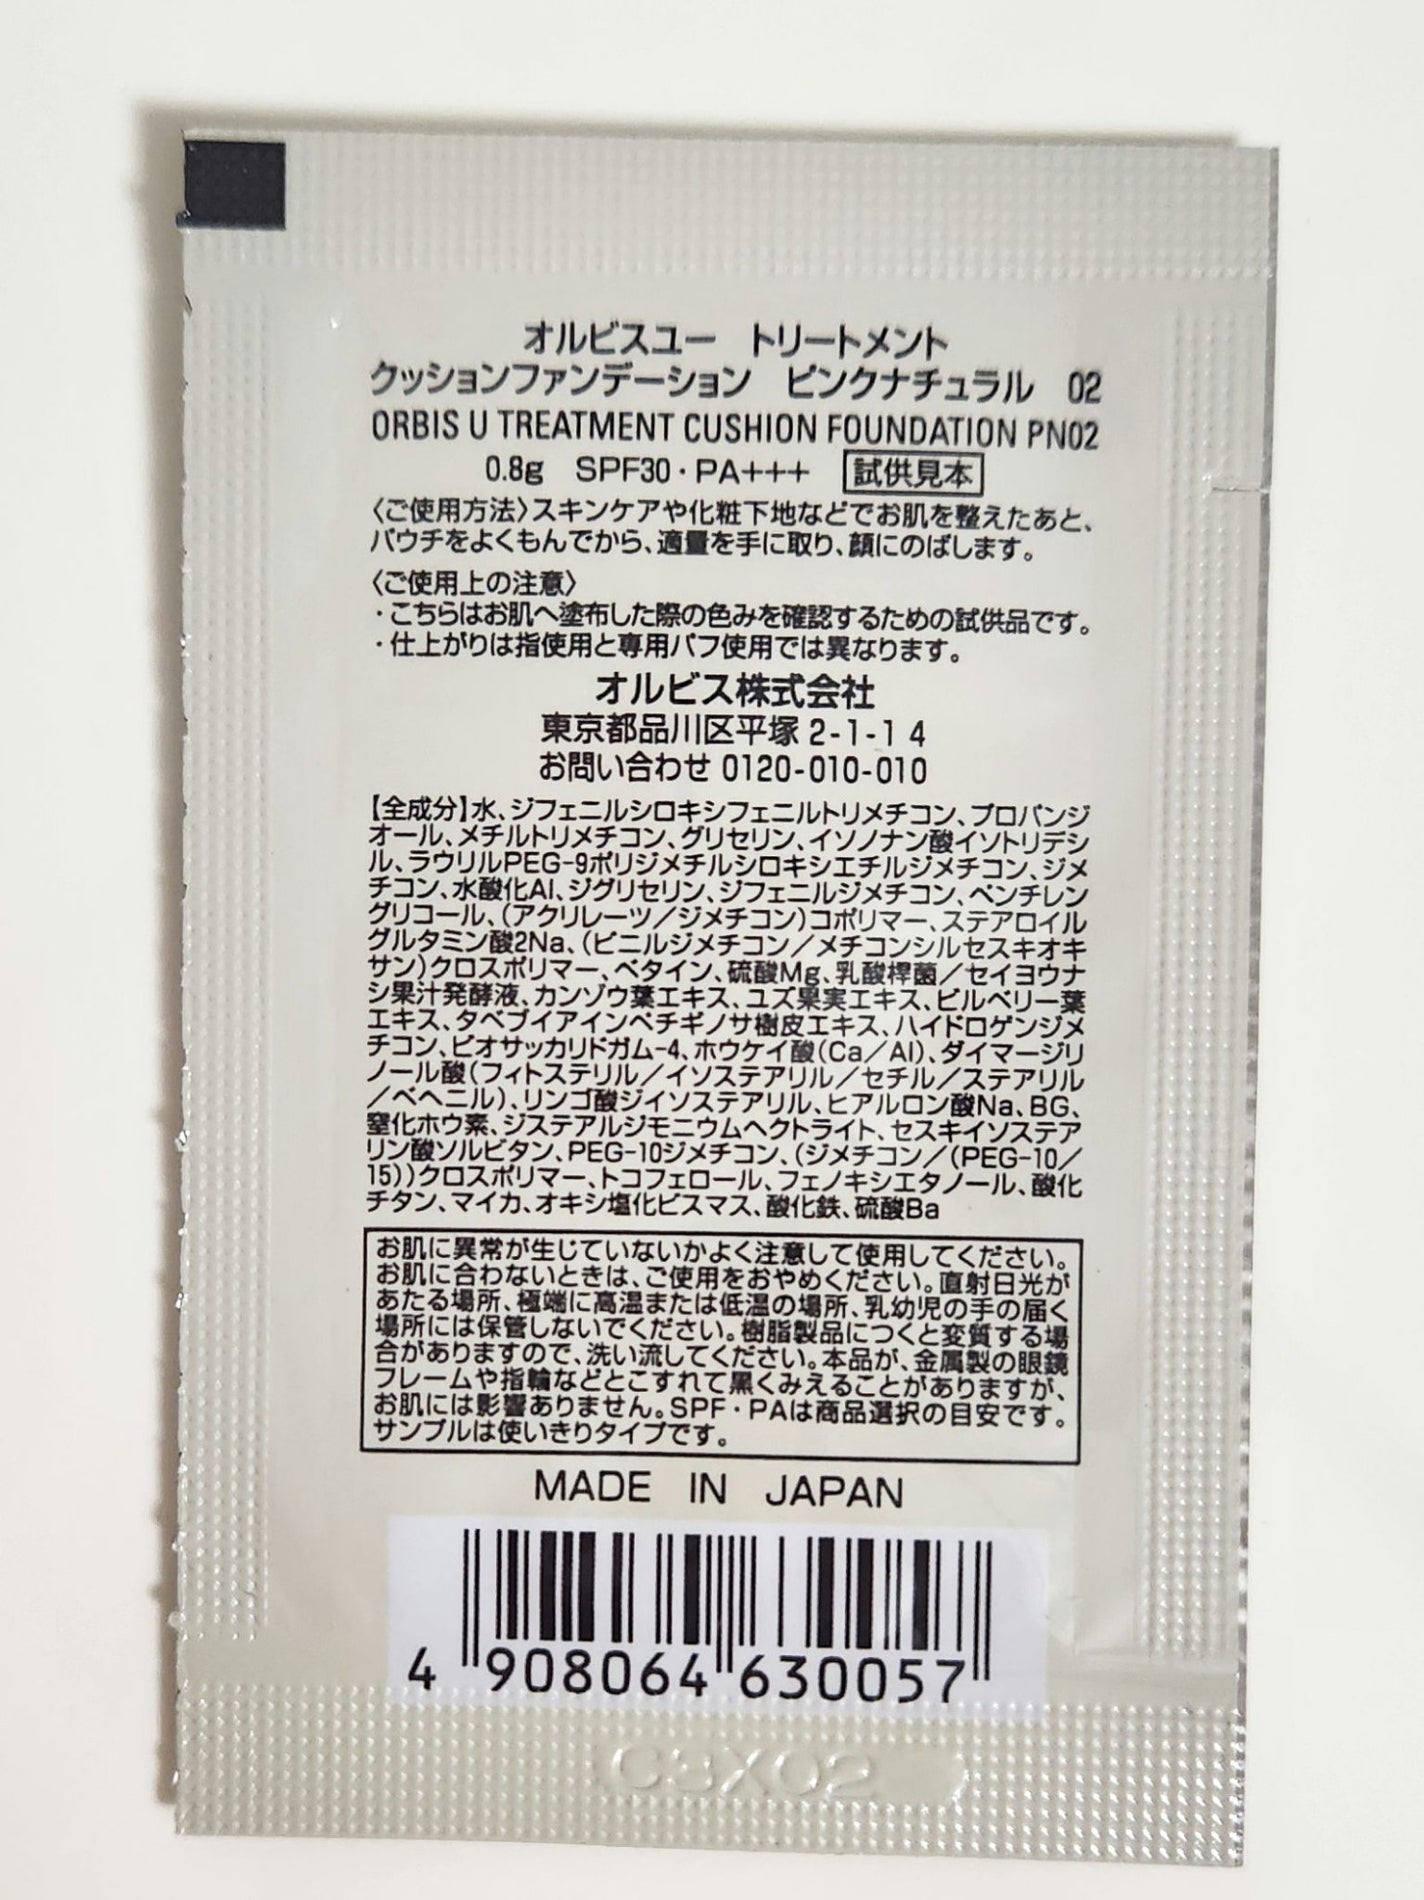 オルビスユー　トリートメント
クッションファンデーション　ピンクナチュラル　02
ORBIS U TREATMENT CUSHION FOUNDATION PN02
0.8g　SPF30・PA+++　試供見本
〈ご使用方法〉スキンケアや化粧下地などでお肌を整えたあと、
パウチをよくもんでから、適量を手に取り、顔にのばします。
〈ご使用上の注意〉
・こちらはお肌へ塗布した際の色みを確認するための試供品です。
・仕上がりは指使用と専用パフ使用では異なります。
オルビス株式会社
東京都品川区平塚 2-1-1 4
お問い合わせ 0120-010-010
【全成分】水、ジフェニルシロキシフェニルトリメチコン、プロパンジ
オール、メチルトリメチコン、グリセリン、イソノナン酸イソトリデシ
ル、ラウリルPEG-9ポリジメチルシロキシエチルジメチコン、ジメ
チコン、水酸化Al、ジグリセリン、ジフェニルジメチコン、ペンチレン
グリコール、(アクリレーツ／ジメチコン)コポリマー、ステアロイル
グルタミン酸2Na、(ビニルジメチコン／メチコンシルセスキオキ
サン)クロスポリマー、ベタイン、硫酸Mg、乳酸桿菌／セイヨウナ
シ果汁発酵液、カンゾウ葉エキス、ユズ果実エキス、ビルベリー葉
エキス、タベブイアインペチギノサ樹皮エキス、ハイドロゲンジメ
チコン、ビオサッカリドガム-4、ホウケイ酸(Ca／Al)、ダイマージリ
ノール酸(フィトステリル／イソステアリル／セチル／ステアリル
／ベヘニル)、リンゴ酸ジイソステアリル、ヒアルロン酸Na、BG、
窒化ホウ素、ジステアルジモニウムヘクトライト、セスキイソステア
リン酸ソルビタン、PEG-10ジメチコン、(ジメチコン／(PEG-10／
15))クロスポリマー、トコフェロール、フェノキシエタノール、酸化
チタン、マイカ、オキシ塩化ビスマス、酸化鉄、硫酸Ba
お肌に異常が生じていないかよく注意して使用してください。
お肌に合わないときは、ご使用をおやめください。直射日光が
あたる場所、極端に高温または低温の場所、乳幼児の手の届く
場所には保管しないでください。樹脂製品につくと変質する場
合がありますので、洗い流してください。本品が、金属製の眼鏡
フレームや指輪などとこすれて黒くみえることがありますが、
お肌には影響ありません。SPF・PAは商品選択の目安です。
サンプルは使いきりタイプです。
MADE IN JAPAN
4 908064 630057
C3X02